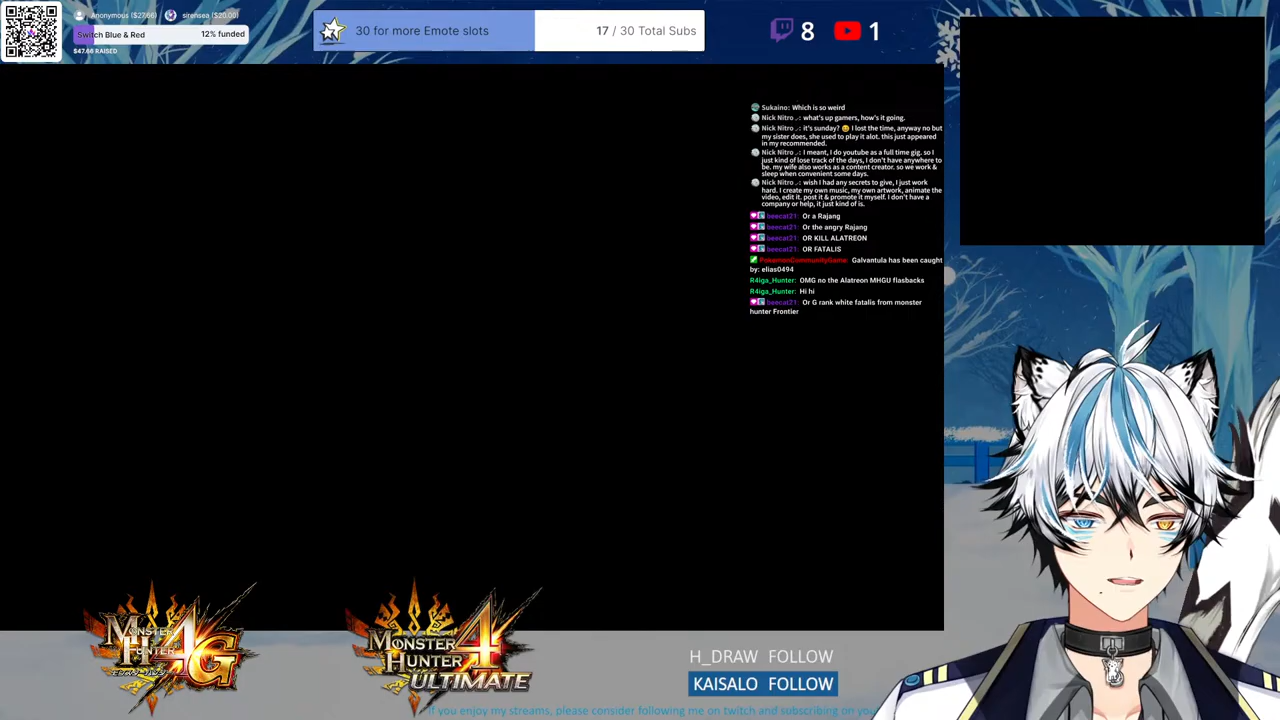 Anonymous ($27.66) sirensea ($20.00)
Switch Blue & Red 12% funded
$47.66 RAISED
30 for more Emote slots 17 / 30 Total Subs
8 1
Sukaino: Which is so weird
Nick Nitro: what's up gamers, how's it going.
Nick Nitro: it's sunday? I lost the time, anyway no but
my sister does, she used to play it alot. this just appeared
in my recommended.
Nick Nitro: I meant, I do youtube as a full time gig. so I
just kind of lose track of the days, I don't have anywhere to
be. my wife also works as a content creator. so we work &
sleep when convenient some days.
Nick Nitro: wish I had any secrets to give, I just work
hard. I create my own music, my own artwork, animate the
video, edit it. post it & promote it myself. I don't have a
company or help, it just kind of is.
beecat21: Or a Rajang
beecat21: Or the angry Rajang
beecat21: OR KILL ALATREON
beecat21: OR FATALIS
PokemonCommunityGame: Galvantula has been caught
by: elias0494
R4iga_Hunter: OMG no the Alatreon MHGU flasbacks
R4iga_Hunter: Hi hi
beecat21: Or G rank white fatalis from monster
hunter Frontier
MONSTER
HUNTER 4G
MONSTER
HUNTER 4
ULTIMATE
H_DRAW FOLLOW
KAISALO FOLLOW
if you enjoy my streams, please consider following me on twitch and subscribing on you